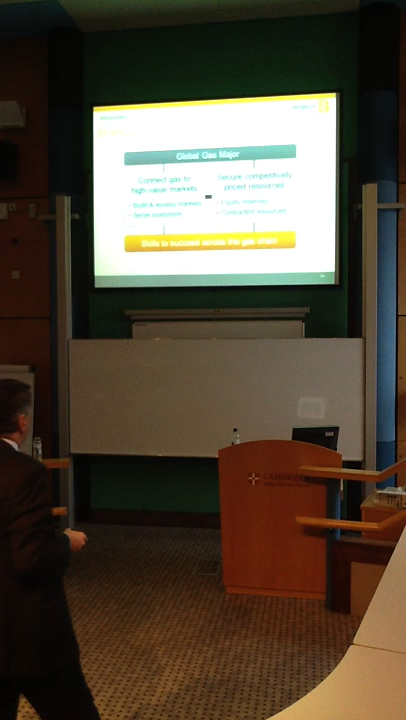 Global Gas Major
Connect gas to
high-value markets
Secure competitively
priced resources
• Build & access markets
• Serve customers
• Equity reserves
• Contracted resources
Skills to success across the gas chain
CAMBRIDGE